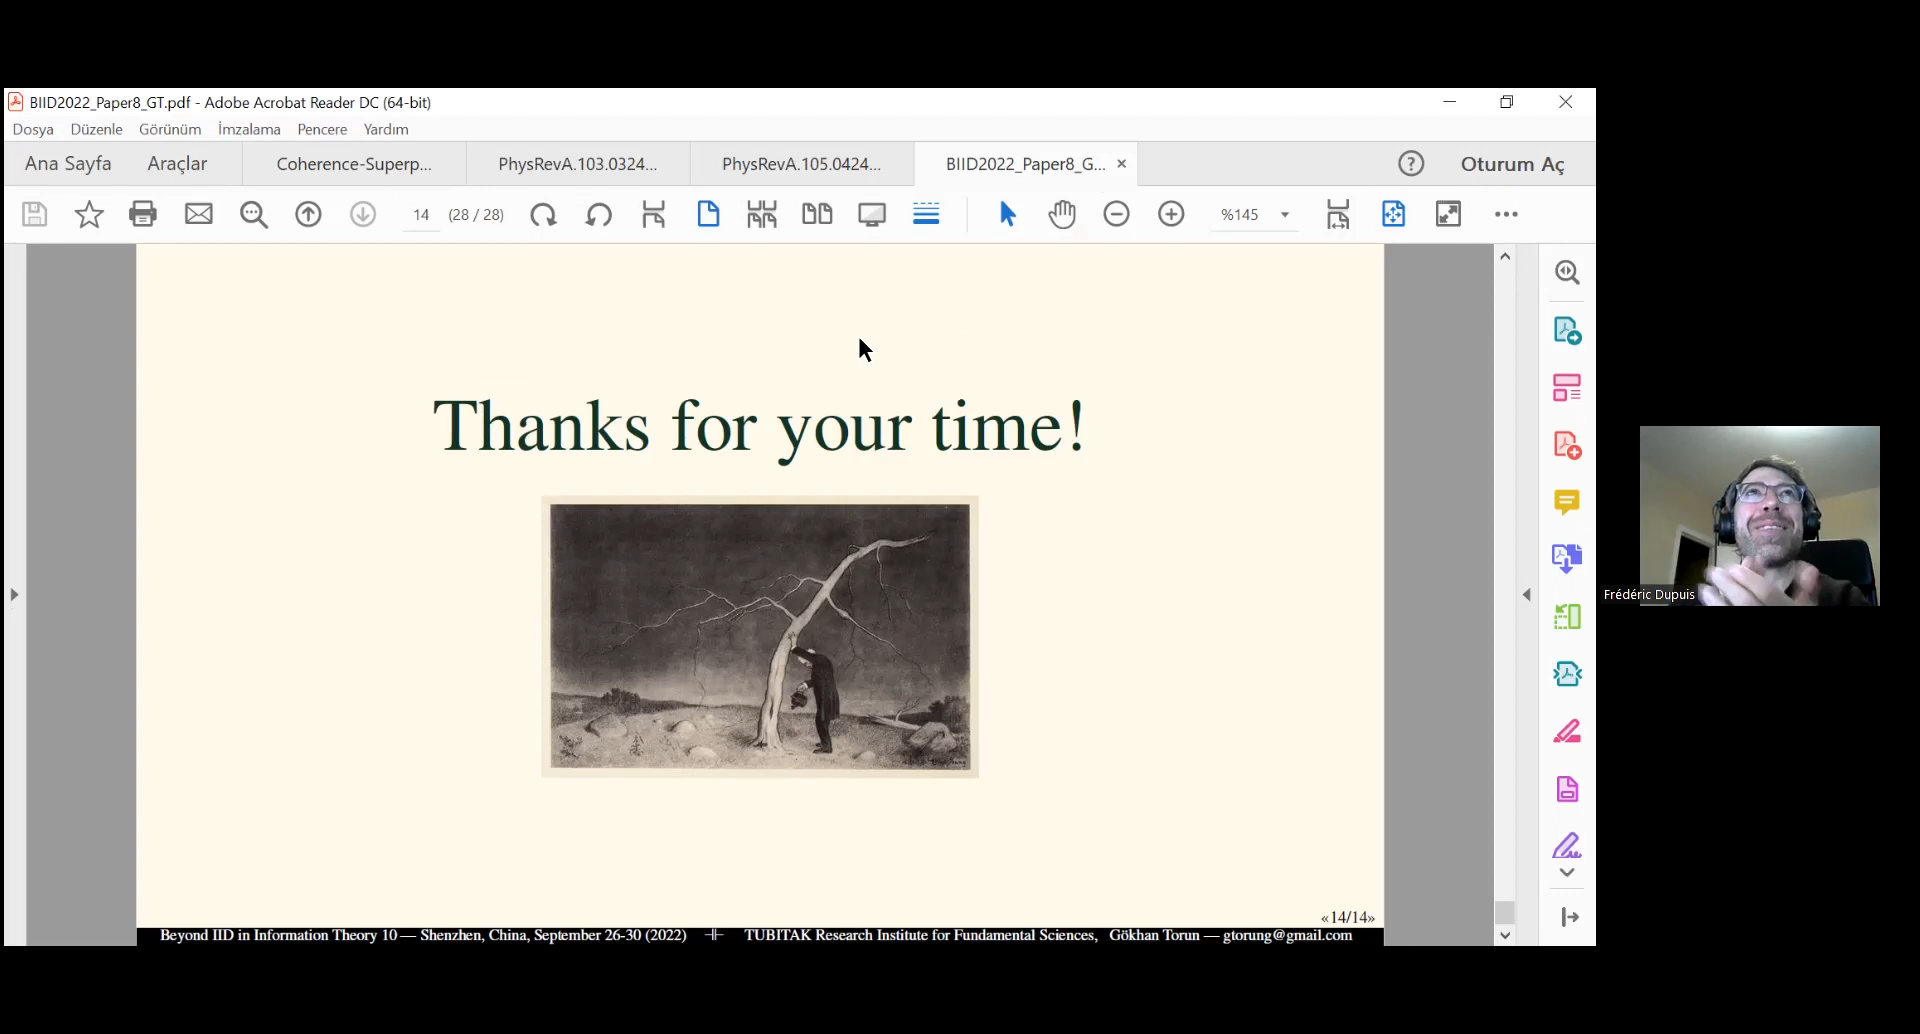 BIID2022_Paper8_GT.pdf - Adobe Acrobat Reader DC (64-bit)
Dosya Düzenle Görünüm İmzalama Pencere Yardım
Ana Sayfa Araçlar Coherence-Superp... PhysRevA.103.0324... PhysRevA.105.0424... BIID2022_Paper8_G... × Oturum Aç
14 (28 / 28) %145
Thanks for your time!
Frédéric Dupuis
«14/14»
Beyond IID in Information Theory 10 — Shenzhen, China, September 26-30 (2022) TUBITAK Research Institute for Fundamental Sciences, Gökhan Torun — gtorung@gmail.com